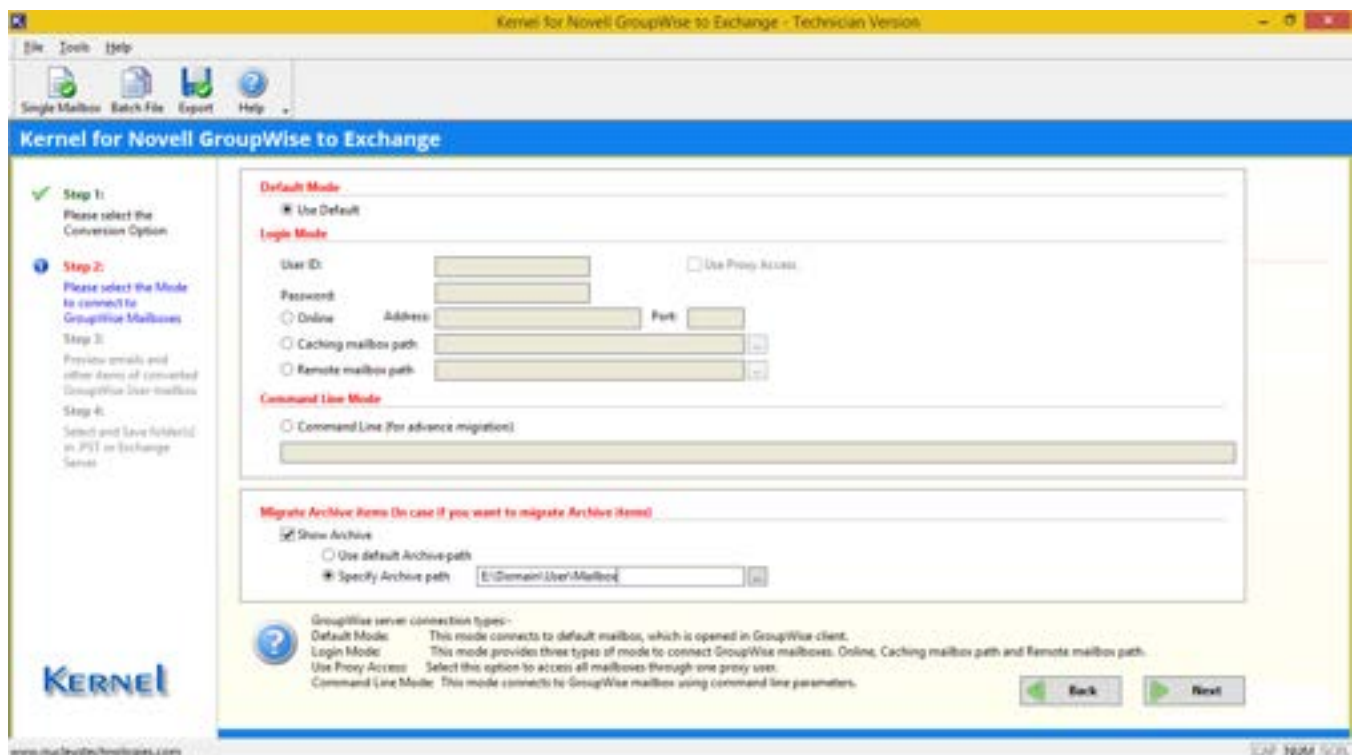 Kernel for Novell GroupWise to Exchange - Technician Version
File Tools Help
Single Mailbox Batch File Export Help
Kernel for Novell GroupWise to Exchange
Step 1:
Please select the
Conversion Option
Step 2:
Please select the Mode
to connect to
GroupWise Mailboxes
Step 3:
Preview emails and
other items of converted
GroupWise User mailbox
Step 4:
Select and Save folder(s)
in .PST or Exchange
Server
Default Mode
Use Default
Login Mode
User ID:
Use Proxy Access
Password:
Online Address: Port:
Caching mailbox path ...
Remote mailbox path ...
Command Line Mode
Command Line (for advance migration)
Migrate Archive items (In case if you want to migrate Archive items)
Show Archive
Use default Archive path
Specify Archive path E:\Domain\User\Mailbox ...
GroupWise server connection types:-
Default Mode: This mode connects to default mailbox, which is opened in GroupWise client.
Login Mode: This mode provides three types of mode to connect GroupWise mailboxes. Online, Caching mailbox path and Remote mailbox path.
Use Proxy Access: Select this option to access all mailboxes through one proxy user.
Command Line Mode: This mode connects to GroupWise mailbox using command line parameters.
Back Next
KERNEl
www.nucleustechnologies.com
CAP NUM SCRL